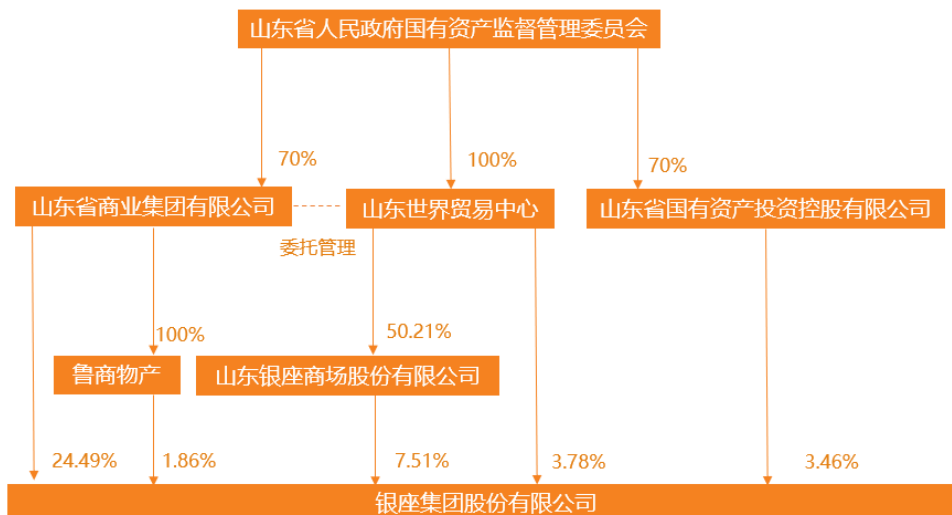 山东省人民政府国有资产监督管理委员会
70%
100%
70%
山东省商业集团有限公司
山东世界贸易中心
山东省国有资产投资控股有限公司
委托管理
100%
50.21%
鲁商物产
山东银座商场股份有限公司
24.49%
1.86%
7.51%
3.78%
3.46%
银座集团股份有限公司